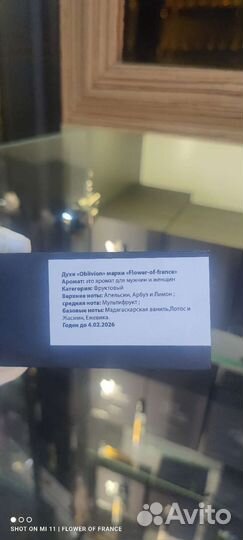 Духи «Oblivion» марки «Flower-of-france»
Аромат: это аромат для мужчин и женщин
Категория: Фруктовый
Верхние ноты: Апельсин, Арбуз и Лимон ;
средняя нота: Мультифрукт ;
базовые ноты: Мадагаскарская ваниль,Лотос и
Жасмин, Ежевика.
Годен до 4.02.2026
SHOT ON MI 11 | FLOWER OF FRANCE
Avito